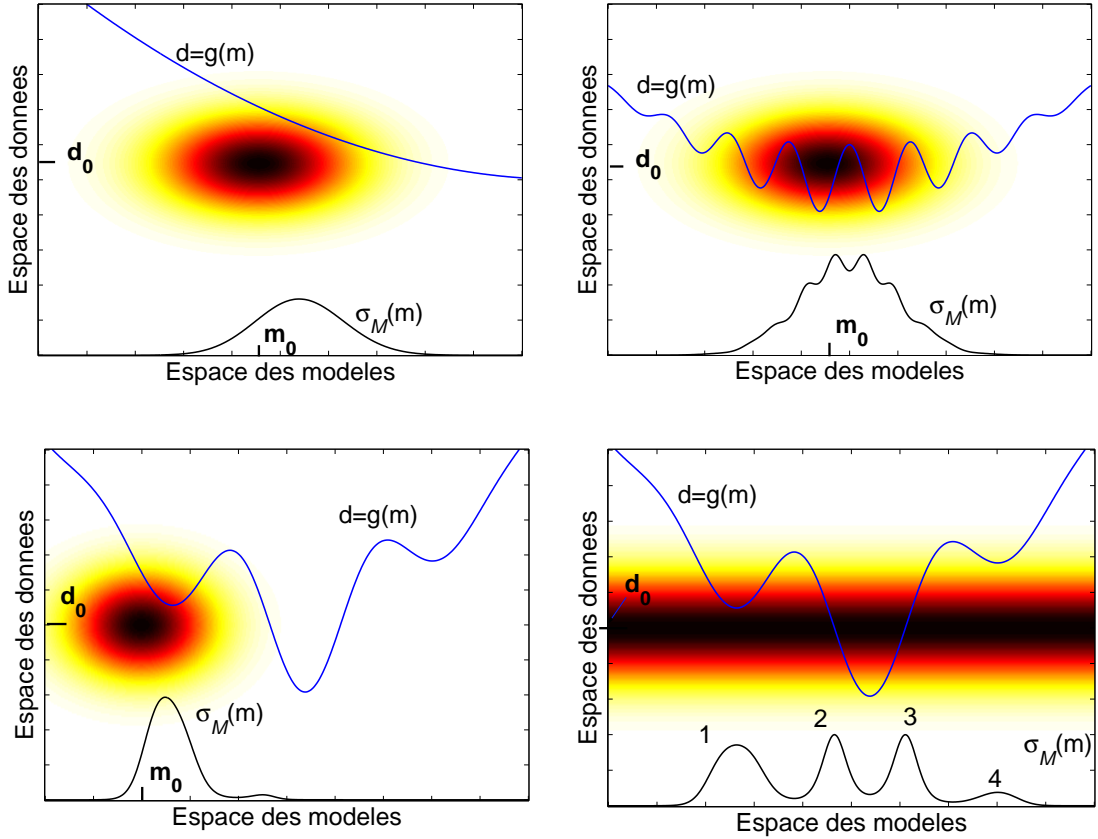 d=g(m)
Espace des donnees
d0
σM(m)
m0
Espace des modeles
d=g(m)
Espace des donnees
d0
σM(m)
m0
Espace des modeles
d=g(m)
Espace des donnees
d0
σM(m)
m0
Espace des modeles
d=g(m)
Espace des donnees
d0
1
2
3
σM(m)
4
Espace des modeles